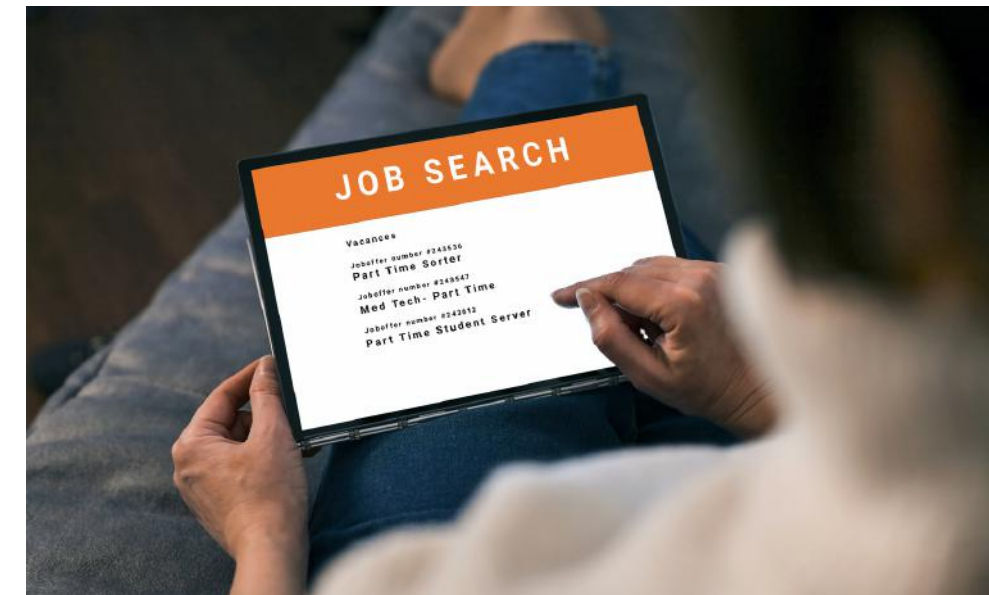 JOB SEARCH
Vacances
Joboffer number #243536
Part Time Sorter
Joboffer number #243547
Med Tech- Part Time
Joboffer number #243612
Part Time Student Server